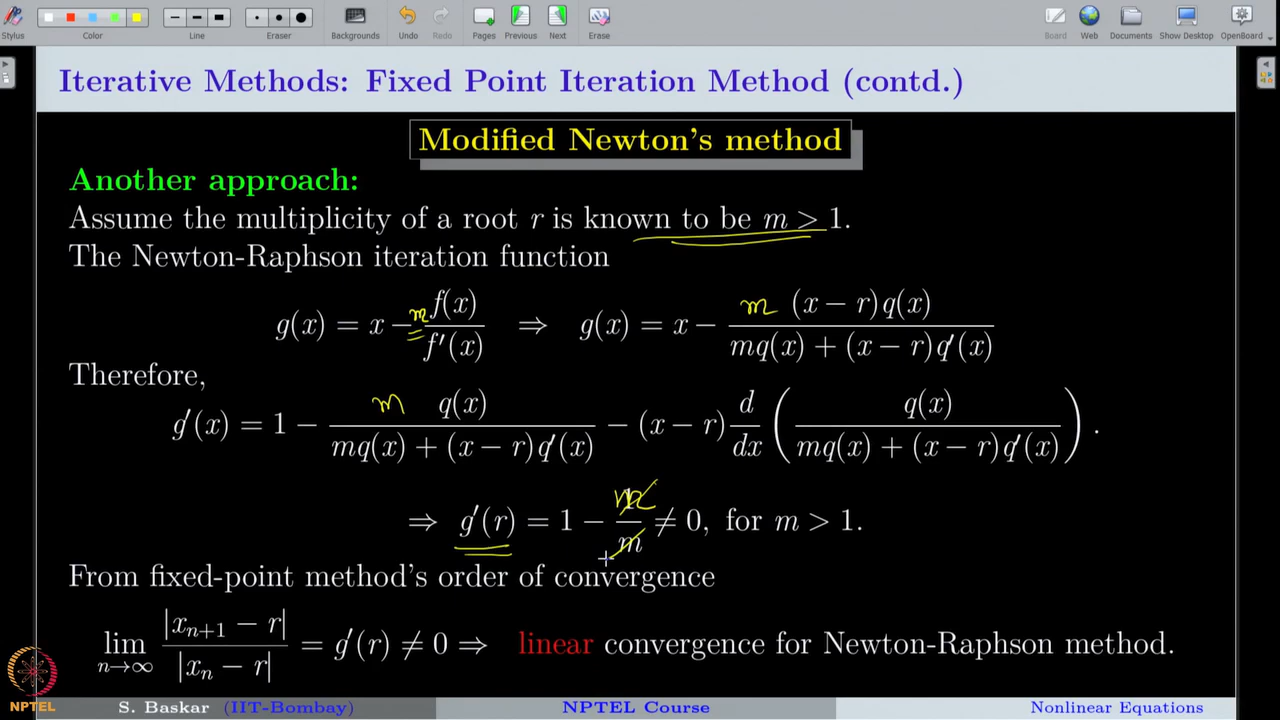 Stylus Color Line Eraser Backgrounds Undo Redo Pages Previous Next Erase Board Web Documents Show Desktop OpenBoard
Iterative Methods: Fixed Point Iteration Method (contd.)
Modified Newton's method
Another approach:
Assume the multiplicity of a root r is known to be m > 1.
The Newton-Raphson iteration function
g(x) = x − m f(x) / f′(x) ⇒ g(x) = x − m (x − r)q(x) / mq(x) + (x − r)q′(x)
Therefore,
g′(x) = 1 − m q(x) / mq(x) + (x − r)q′(x) − (x − r) d/dx ( q(x) / mq(x) + (x − r)q′(x) ) .
⇒ g′(r) = 1 − m / m ≠ 0, for m > 1.
From fixed-point method's order of convergence
lim n→∞ |xₙ₊₁ − r| / |xₙ − r| = g′(r) ≠ 0 ⇒ linear convergence for Newton-Raphson method.
NPTEL
S. Baskar (IIT-Bombay) NPTEL Course Nonlinear Equations